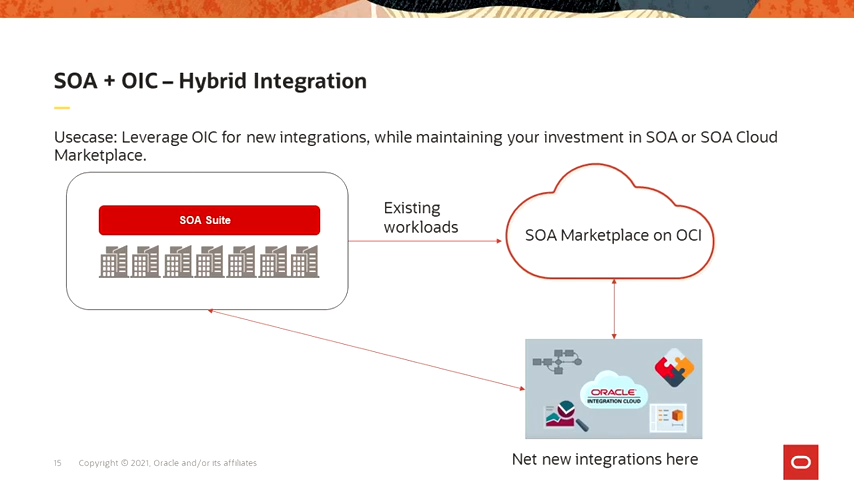 SOA + OIC – Hybrid Integration
Usecase: Leverage OIC for new integrations, while maintaining your investment in SOA or SOA Cloud
Marketplace.
SOA Suite
Existing
workloads
SOA Marketplace on OCI
ORACLE
INTEGRATION CLOUD
Net new integrations here
15 Copyright © 2021, Oracle and/or its affiliates